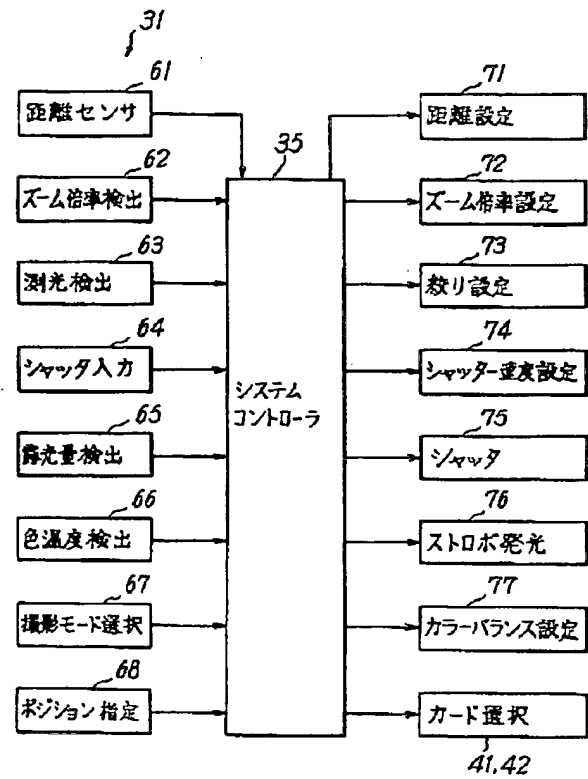 31
61
距離センサ
62
ズーム倍率検出
63
測光検出
64
シャッタ入力
65
露光量検出
66
色温度検出
67
撮影モード選択
68
ポジション指定
35
システム
コントローラ
71
距離設定
72
ズーム倍率設定
73
絞り設定
74
シャッター速度設定
75
シャッタ
76
ストロボ発光
77
カラーバランス設定
カード選択
41,42